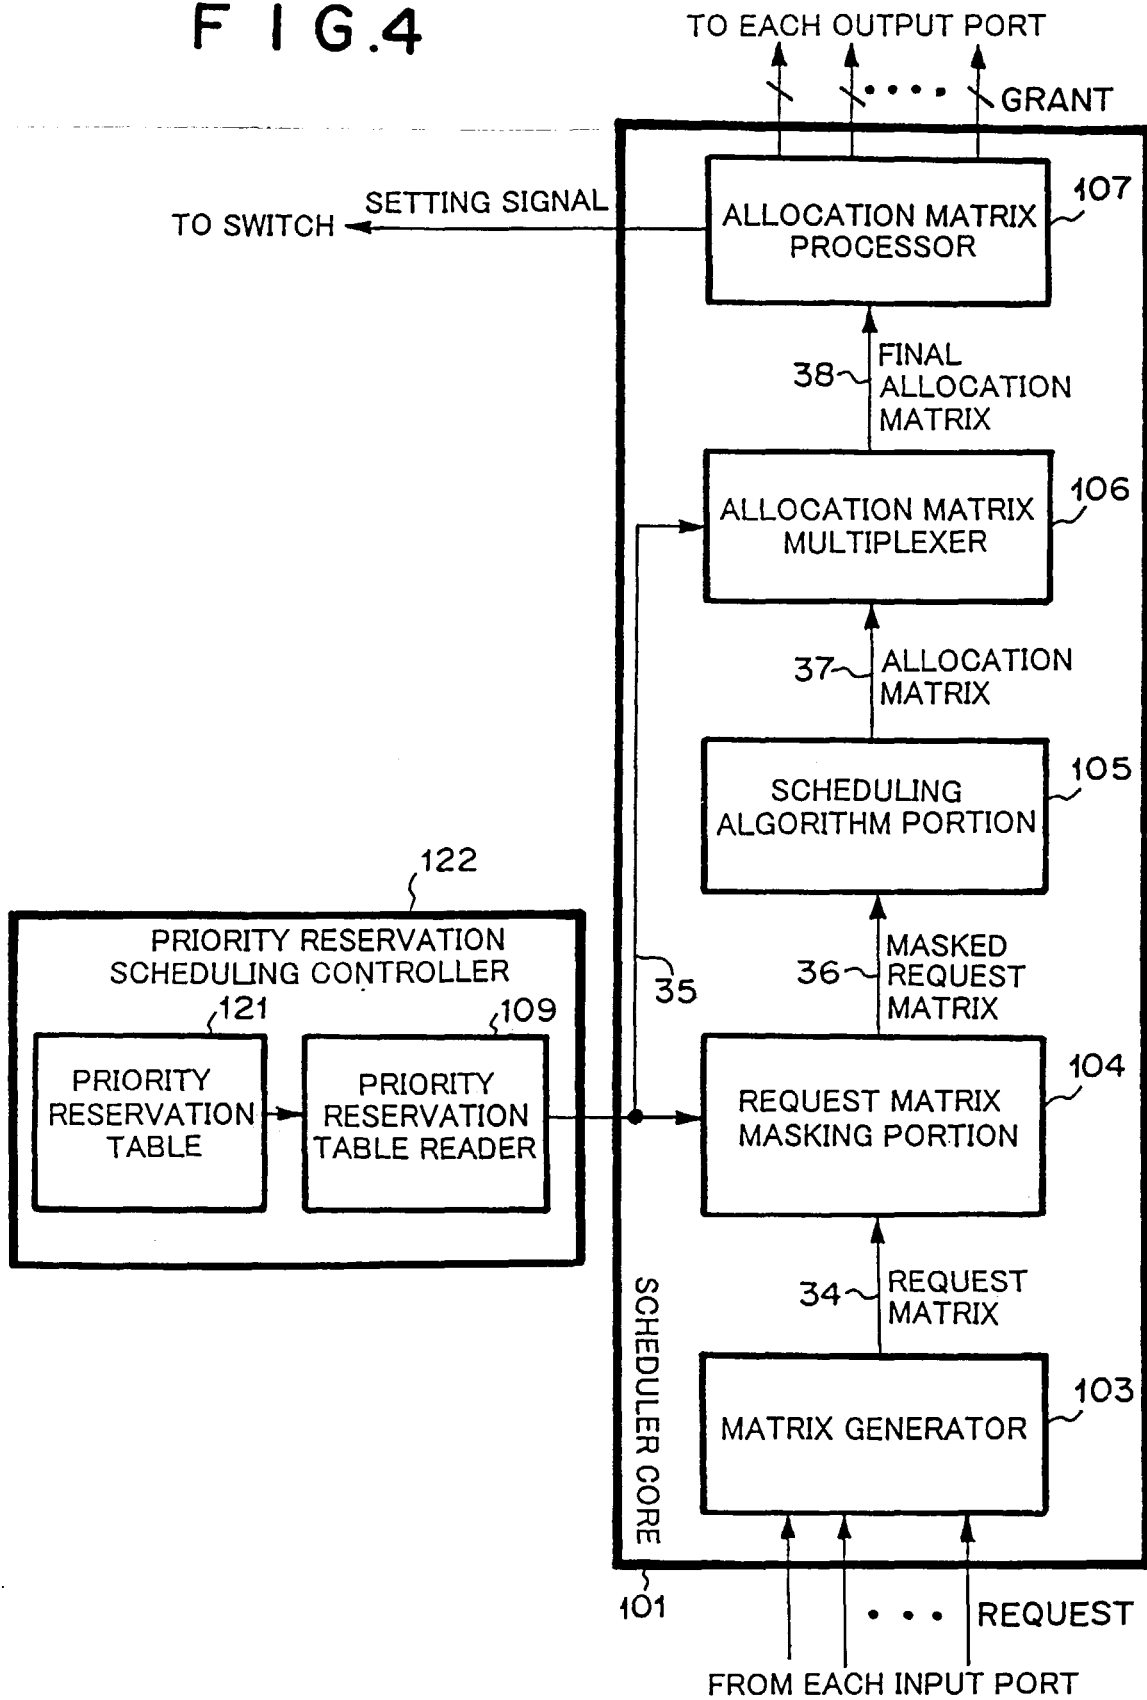 FIG.4
TO EACH OUTPUT PORT
GRANT
SETTING SIGNAL
TO SWITCH
107
ALLOCATION MATRIX
PROCESSOR
38
FINAL
ALLOCATION
MATRIX
106
ALLOCATION MATRIX
MULTIPLEXER
37
ALLOCATION
MATRIX
105
SCHEDULING
ALGORITHM PORTION
122
PRIORITY RESERVATION
SCHEDULING CONTROLLER
35
36
MASKED
REQUEST
MATRIX
121
109
PRIORITY
RESERVATION
TABLE
PRIORITY
RESERVATION
TABLE READER
104
REQUEST MATRIX
MASKING PORTION
34
REQUEST
MATRIX
SCHEDULER CORE
103
MATRIX GENERATOR
101
REQUEST
FROM EACH INPUT PORT